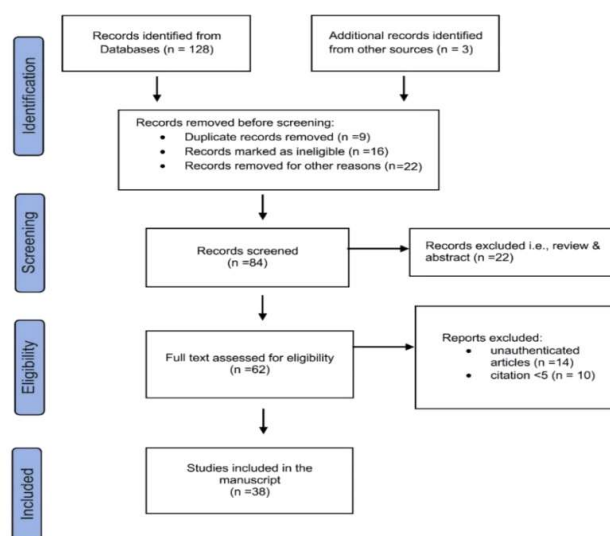 Identification
Records identified from
Databases (n = 128)
Additional records identified
from other sources (n = 3)
Records removed before screening:
• Duplicate records removed (n =9)
• Records marked as ineligible (n =16)
• Records removed for other reasons (n=22)
Screening
Records screened
(n =84)
Records excluded i.e., review &
abstract (n =22)
Eligibility
Full text assessed for eligibility
(n =62)
Reports excluded:
• unauthenticated
articles (n =14)
• citation <5 (n = 10)
Included
Studies included in the
manuscript
(n =38)